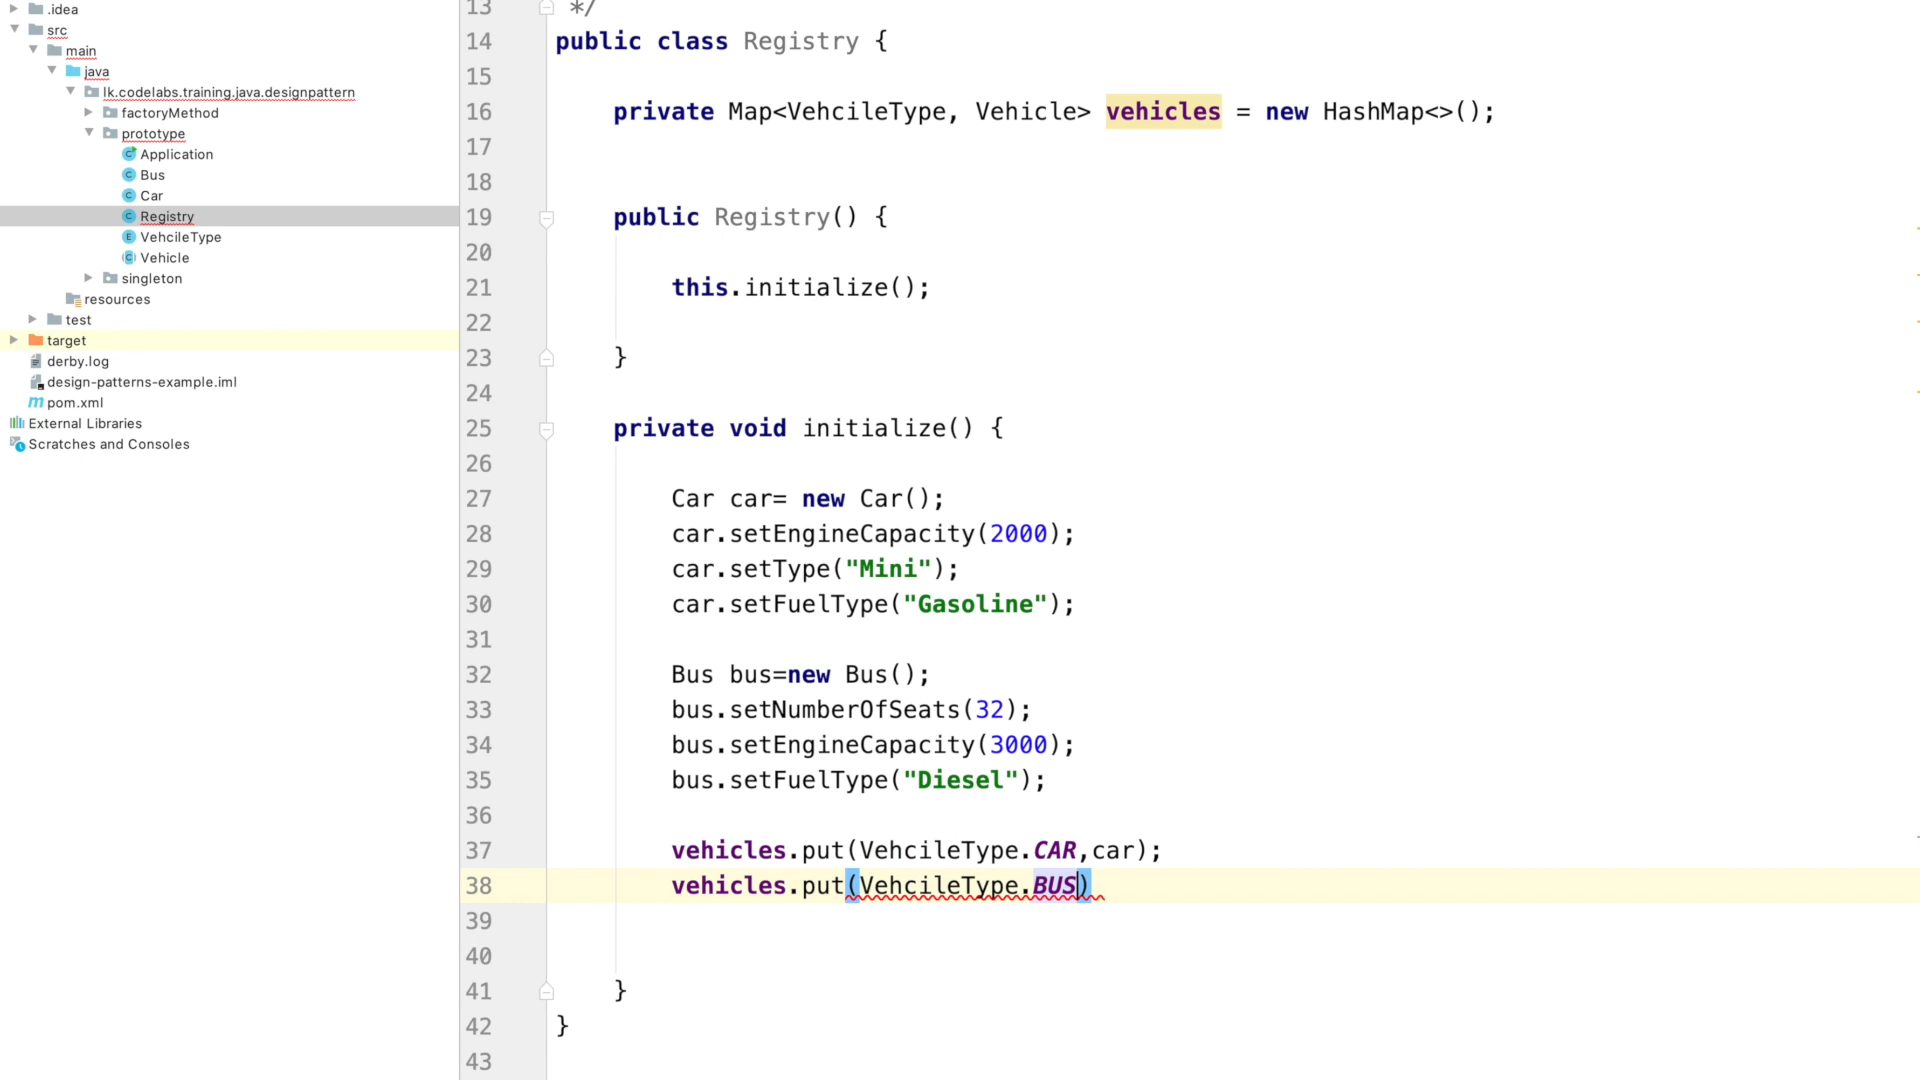 .idea
src
main
java
lk.codelabs.training.java.designpattern
factoryMethod
prototype
Application
Bus
Car
Registry
VehcileType
Vehicle
singleton
resources
test
target
derby.log
design-patterns-example.iml
pom.xml
External Libraries
Scratches and Consoles
13 */
14 public class Registry {
15
16 private Map<VehcileType, Vehicle> vehicles = new HashMap<>();
17
18
19 public Registry() {
20
21 this.initialize();
22
23 }
24
25 private void initialize() {
26
27 Car car= new Car();
28 car.setEngineCapacity(2000);
29 car.setType("Mini");
30 car.setFuelType("Gasoline");
31
32 Bus bus=new Bus();
33 bus.setNumberOfSeats(32);
34 bus.setEngineCapacity(3000);
35 bus.setFuelType("Diesel");
36
37 vehicles.put(VehcileType.CAR,car);
38 vehicles.put(VehcileType.BUS)
39
40
41 }
42 }
43